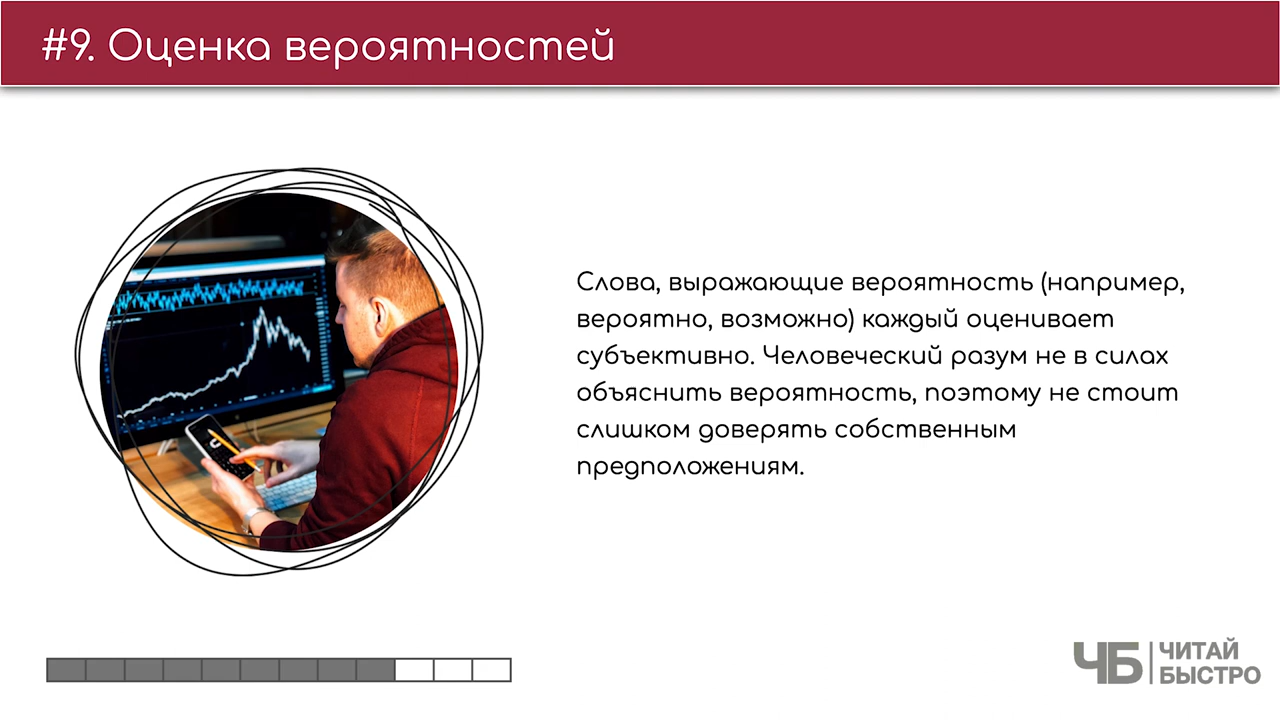 #9. Оценка вероятностей
Слова, выражающие вероятность (например,
вероятно, возможно) каждый оценивает
субъективно. Человеческий разум не в силах
объяснить вероятность, поэтому не стоит
слишком доверять собственным
предположениям.
ЧБ
ЧИТАЙ
БЫСТРО